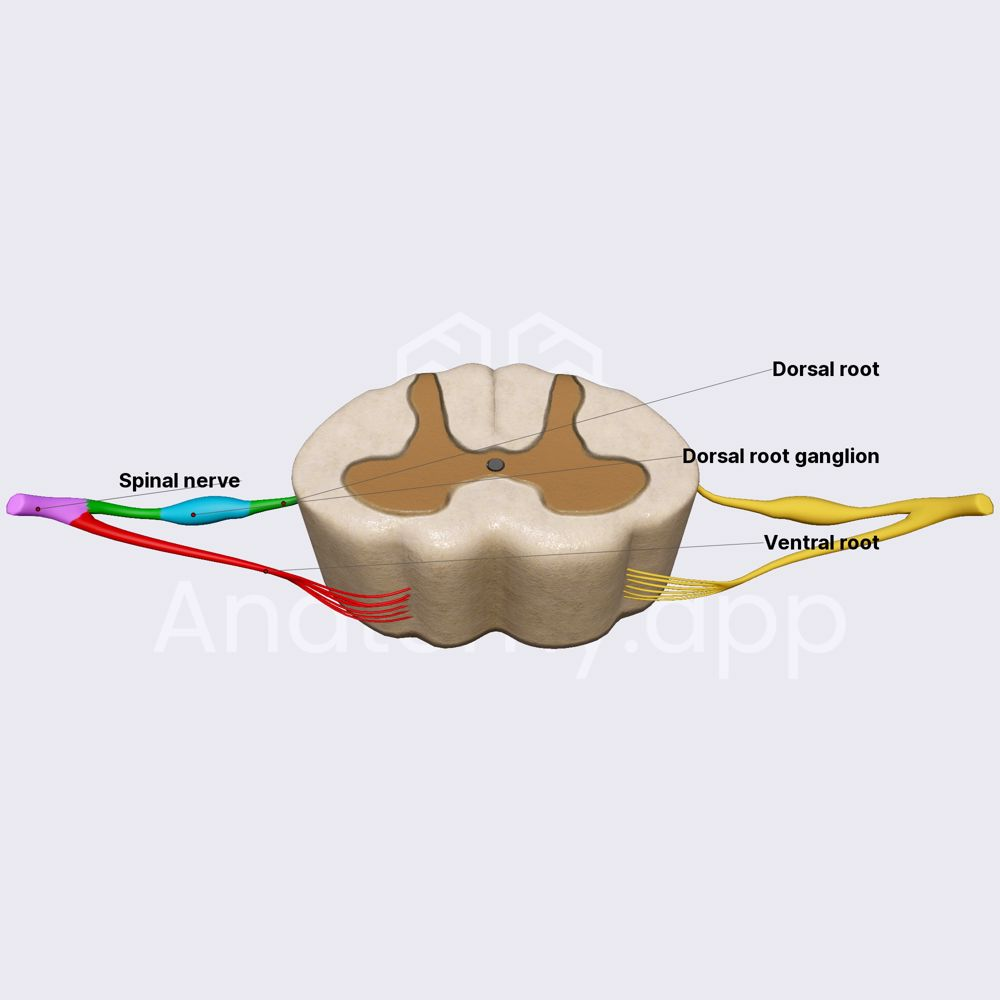 Dorsal root
Dorsal root ganglion
Spinal nerve
Ventral root
Anatomy.app